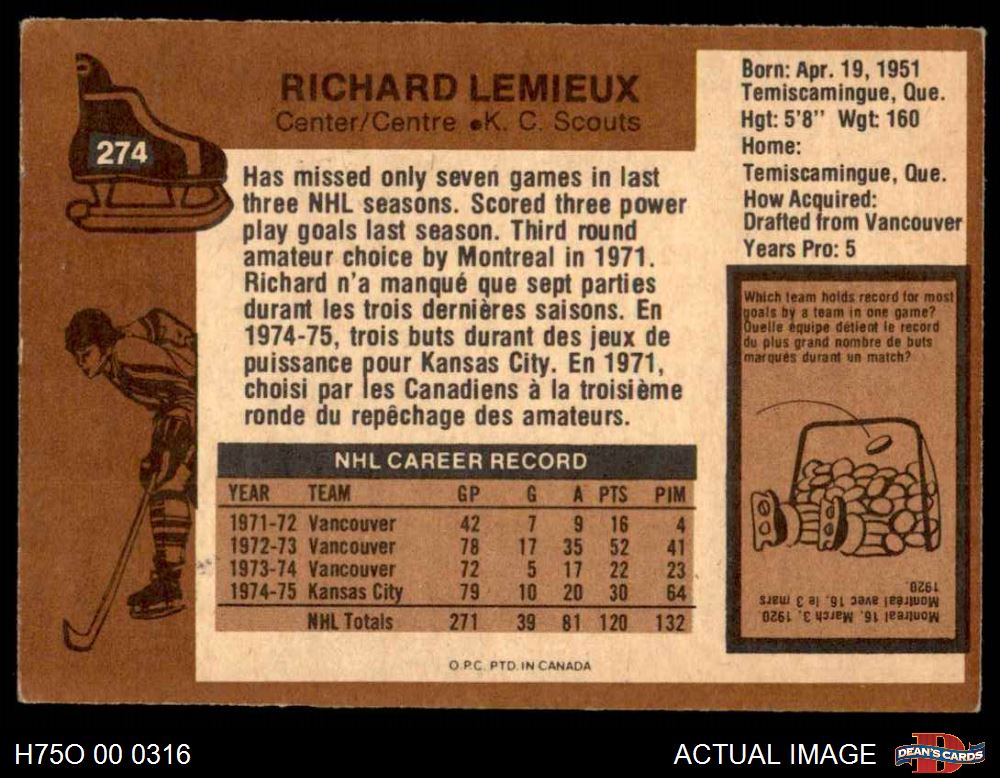 RICHARD LEMIEUX
Center/Centre • K. C. Scouts
274
Born: Apr. 19, 1951
Temiscamingue, Que.
Hgt: 5'8" Wgt: 160
Home:
Temiscamingue, Que.
How Acquired:
Drafted from Vancouver
Years Pro: 5
Has missed only seven games in last
three NHL seasons. Scored three power
play goals last season. Third round
amateur choice by Montreal in 1971.
Richard n'a manqué que sept parties
durant les trois dernières saisons. En
1974-75, trois buts durant des jeux de
puissance pour Kansas City. En 1971,
choisi par les Canadiens à la troisième
ronde du repêchage des amateurs.
NHL CAREER RECORD
YEAR TEAM GP G A PTS PIM
1971-72 Vancouver 42 7 9 16 4
1972-73 Vancouver 78 17 35 52 41
1973-74 Vancouver 72 5 17 22 23
1974-75 Kansas City 79 10 20 30 64
NHL Totals 271 39 81 120 132
O.P.C. PTD. IN CANADA
Which team holds record for most
goals by a team in one game?
Quelle équipe détient le record
du plus grand nombre de buts
marqués durant un match?
Montreal 16. March 3, 1920
Montréal avec 16. le 3 mars
1920.
H75O 00 0316
ACTUAL IMAGE
D
DEAN'S CARDS